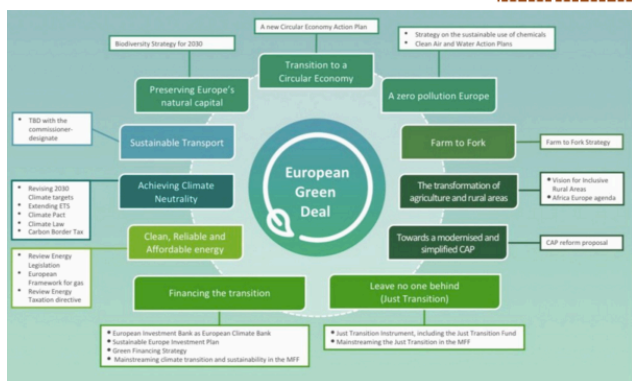 A new Circular Economy Action Plan
Biodiversity Strategy for 2030
Strategy on the sustainable use of chemicals
Clean Air and Water Action Plans
Transition to a
Circular Economy
Preserving Europe's
natural capital
A zero pollution Europe
TBD with the
commissioner-
designate
Sustainable Transport
Farm to Fork
Farm to Fork Strategy
European
Green
Deal
Revising 2030
Climate targets
Extending ETS
Climate Pact
Climate Law
Carbon Border Tax
Achieving Climate
Neutrality
The transformation of
agriculture and rural areas
Vision for Inclusive
Rural Areas
Africa Europe agenda
Review Energy
Legislation
European
Framework for gas
Review Energy
Taxation directive
Clean, Reliable and
Affordable energy
Towards a modernised and
simplified CAP
CAP reform proposal
Financing the transition
Leave no one behind
(Just Transition)
European Investment Bank as European Climate Bank
Sustainable Europe Investment Plan
Green Financing Strategy
Mainstreaming climate transition and sustainability in the MFF
Just Transition Instrument, including the Just Transition Fund
Mainstreaming the Just Transition in the MFF